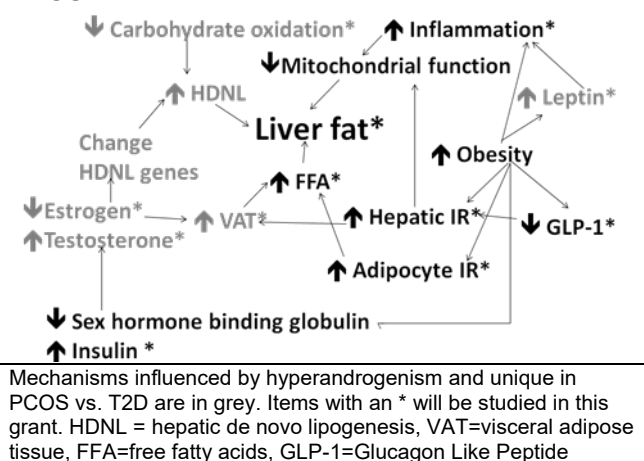 ↓ Carbohydrate oxidation* ↑ Inflammation*
↓ Mitochondrial function
↑ HDNL
↑ Leptin*
Liver fat*
Change
HDNL genes
↑ Obesity
↑ FFA*
↓ Estrogen*
↑ VAT*
↑ Hepatic IR*
↓ GLP-1*
↑ Testosterone*
↑ Adipocyte IR*
↓ Sex hormone binding globulin
↑ Insulin *
Mechanisms influenced by hyperandrogenism and unique in
PCOS vs. T2D are in grey. Items with an * will be studied in this
grant. HDNL = hepatic de novo lipogenesis, VAT=visceral adipose
tissue, FFA=free fatty acids, GLP-1=Glucagon Like Peptide